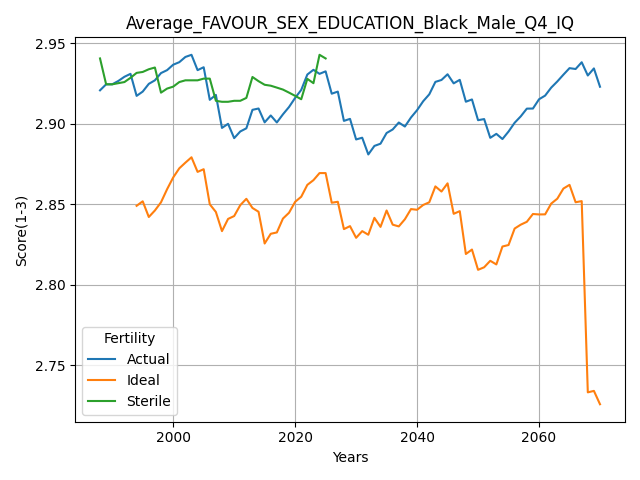 Average_FAVOUR_SEX_EDUCATION_Black_Male_Q4_IQ
Score(1-3)
2.95
2.90
2.85
2.80
2.75
Fertility
Actual
Ideal
Sterile
2000
2020
2040
2060
Years